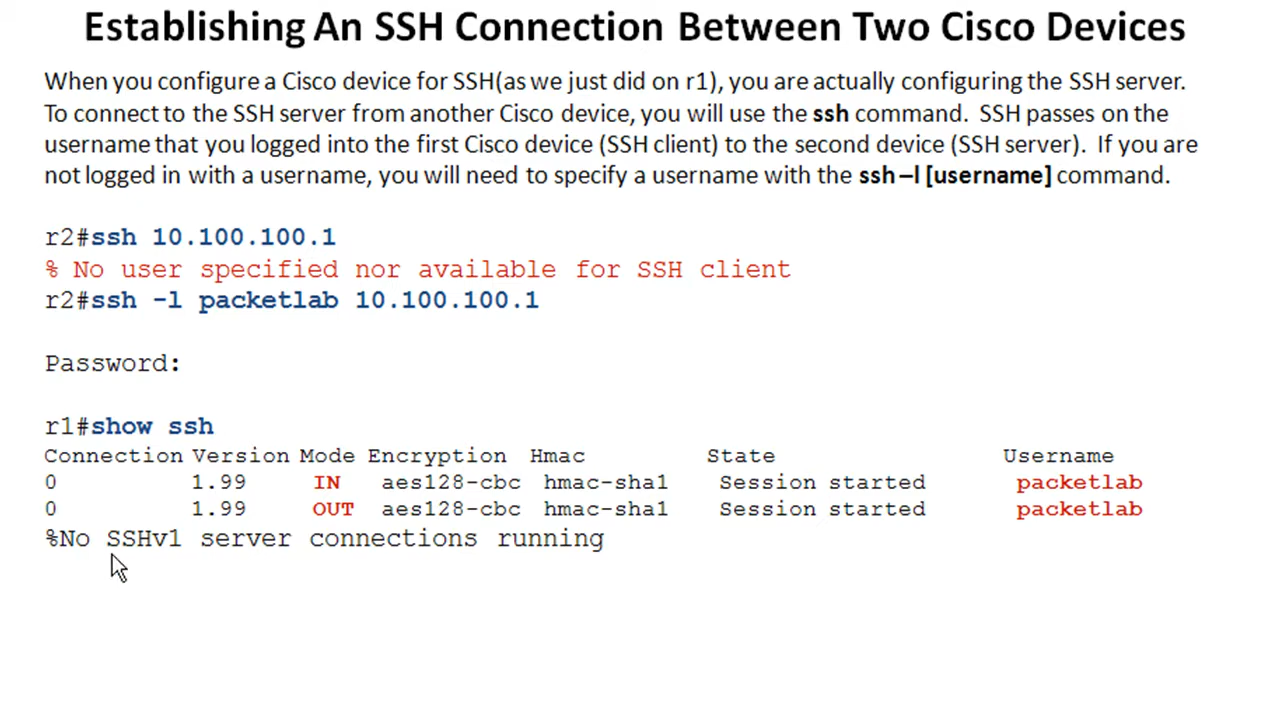 Establishing An SSH Connection Between Two Cisco Devices
When you configure a Cisco device for SSH(as we just did on r1), you are actually configuring the SSH server.
To connect to the SSH server from another Cisco device, you will use the ssh command. SSH passes on the
username that you logged into the first Cisco device (SSH client) to the second device (SSH server). If you are
not logged in with a username, you will need to specify a username with the ssh –l [username] command.
r2#ssh 10.100.100.1
% No user specified nor available for SSH client
r2#ssh -l packetlab 10.100.100.1
Password:
r1#show ssh
Connection Version Mode Encryption Hmac State Username
0 1.99 IN aes128-cbc hmac-sha1 Session started packetlab
0 1.99 OUT aes128-cbc hmac-sha1 Session started packetlab
%No SSHv1 server connections running